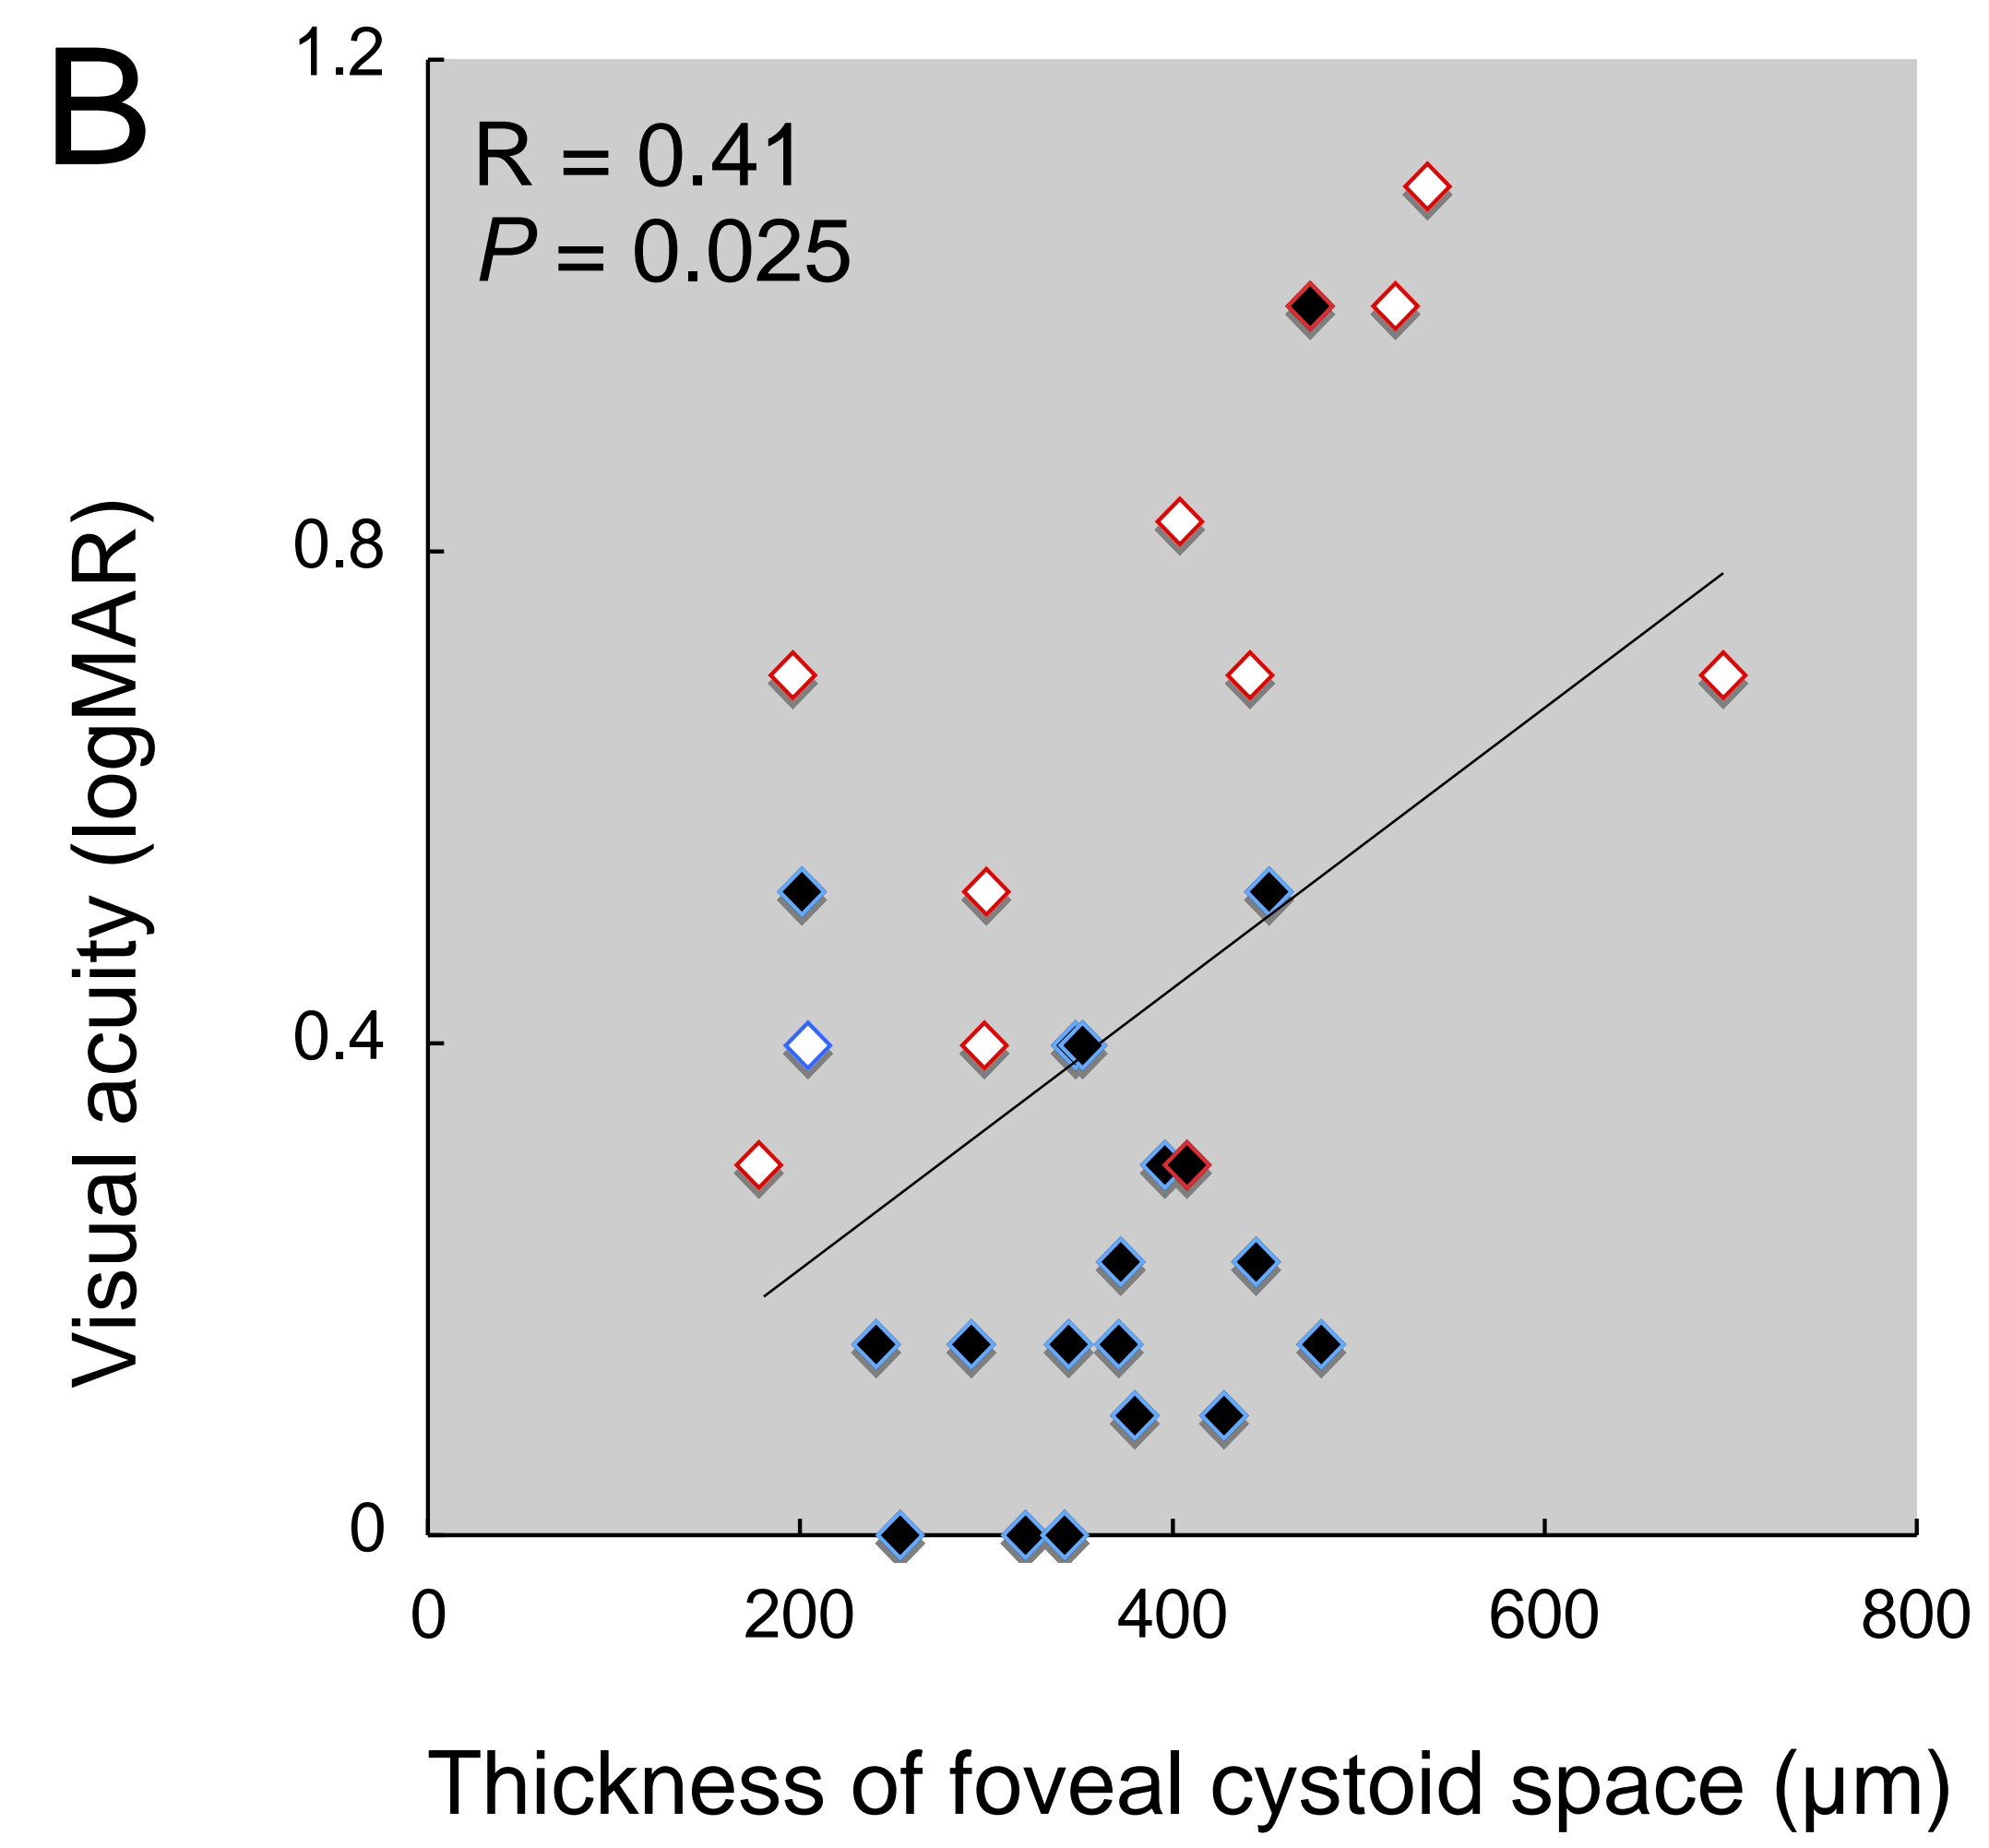 B
R = 0.41
P = 0.025
1.2
0.8
0.4
0
Visual acuity (logMAR)
0 200 400 600 800
Thickness of foveal cystoid space (µm)